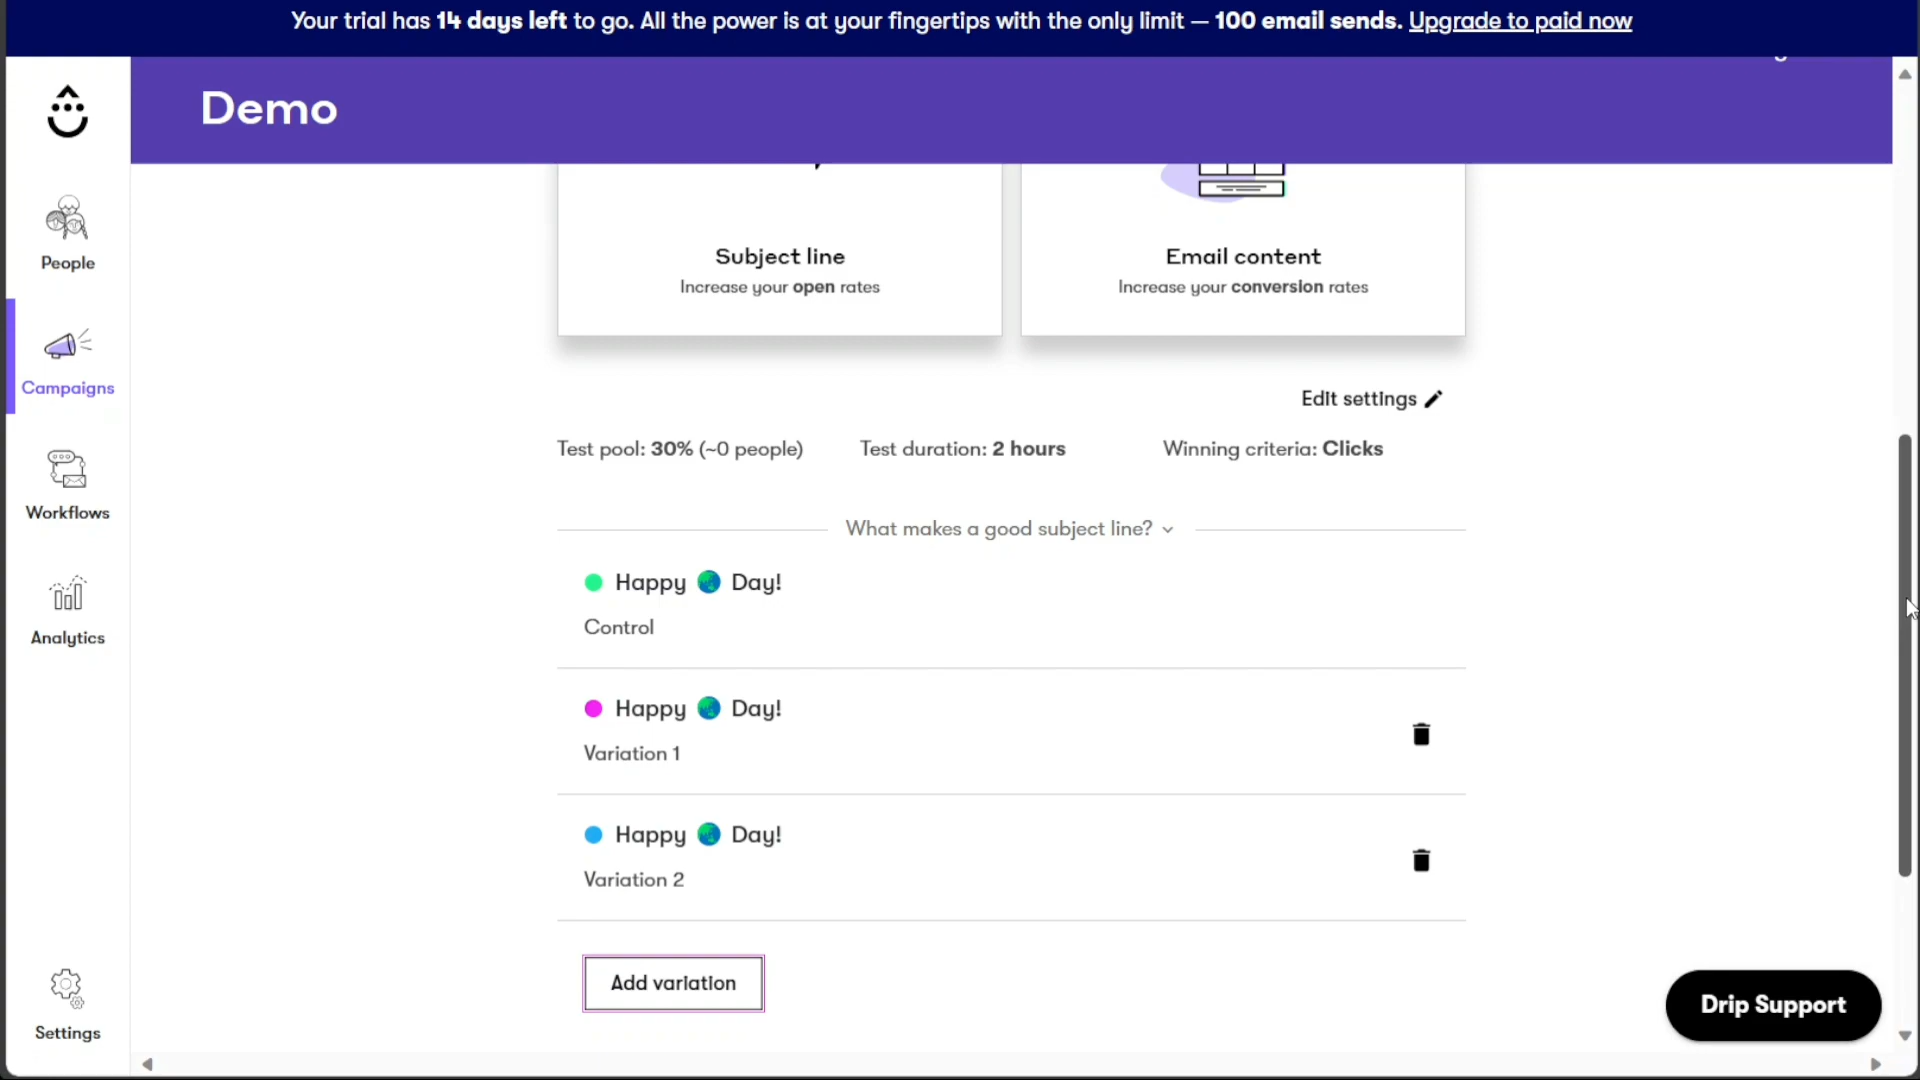 Your trial has 14 days left to go. All the power is at your fingertips with the only limit — 100 email sends. Upgrade to paid now
Demo
People
Campaigns
Workflows
Analytics
Settings
Subject line
Increase your open rates
Email content
Increase your conversion rates
Edit settings
Test pool: 30% (~0 people)
Test duration: 2 hours
Winning criteria: Clicks
What makes a good subject line?
Happy 🌏 Day!
Control
Happy 🌏 Day!
Variation 1
Happy 🌏 Day!
Variation 2
Add variation
Drip Support